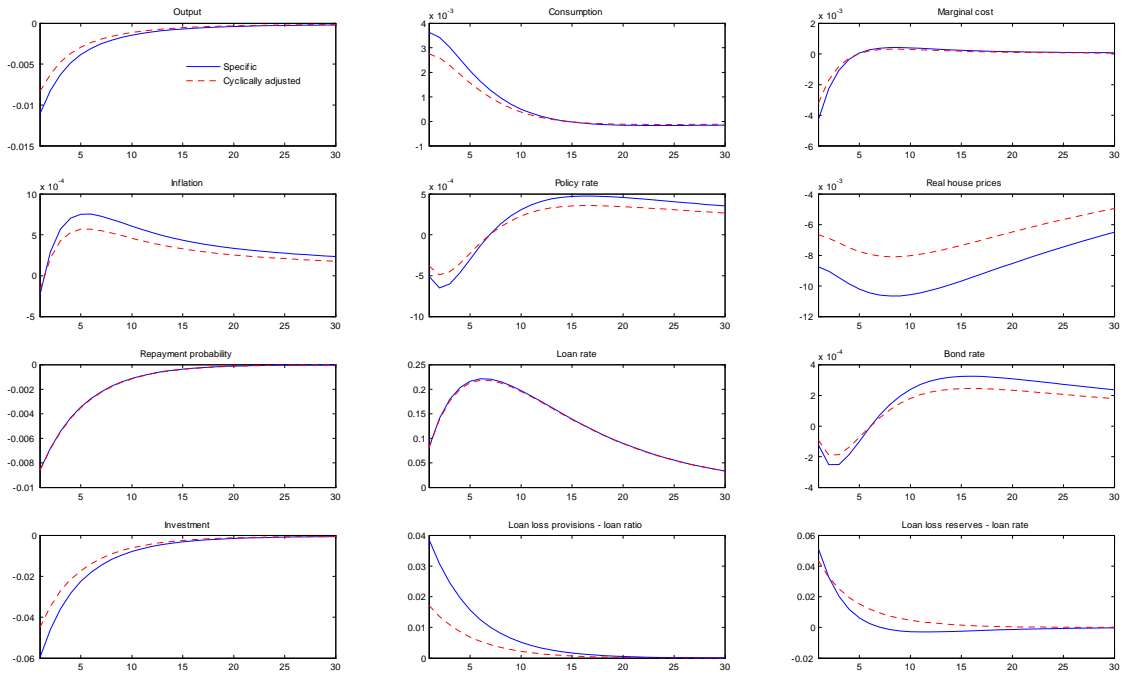 Output
0
-0.005
-0.01
-0.015
5 10 15 20 25 30
Specific
Cyclically adjusted
Consumption
x 10^-3
4
3
2
1
0
-1
5 10 15 20 25 30
Marginal cost
x 10^-3
2
0
-2
-4
-6
5 10 15 20 25 30
Inflation
x 10^-4
10
5
0
-5
5 10 15 20 25 30
Policy rate
x 10^-4
5
0
-5
-10
5 10 15 20 25 30
Real house prices
x 10^-3
-4
-6
-8
-10
-12
5 10 15 20 25 30
Repayment probability
0
-0.002
-0.004
-0.006
-0.008
-0.01
5 10 15 20 25 30
Loan rate
0.25
0.2
0.15
0.1
0.05
0
5 10 15 20 25 30
Bond rate
x 10^-4
4
2
0
-2
-4
5 10 15 20 25 30
Investment
0
-0.02
-0.04
-0.06
5 10 15 20 25 30
Loan loss provisions - loan ratio
0.04
0.03
0.02
0.01
0
5 10 15 20 25 30
Loan loss reserves - loan rate
0.06
0.04
0.02
0
-0.02
5 10 15 20 25 30